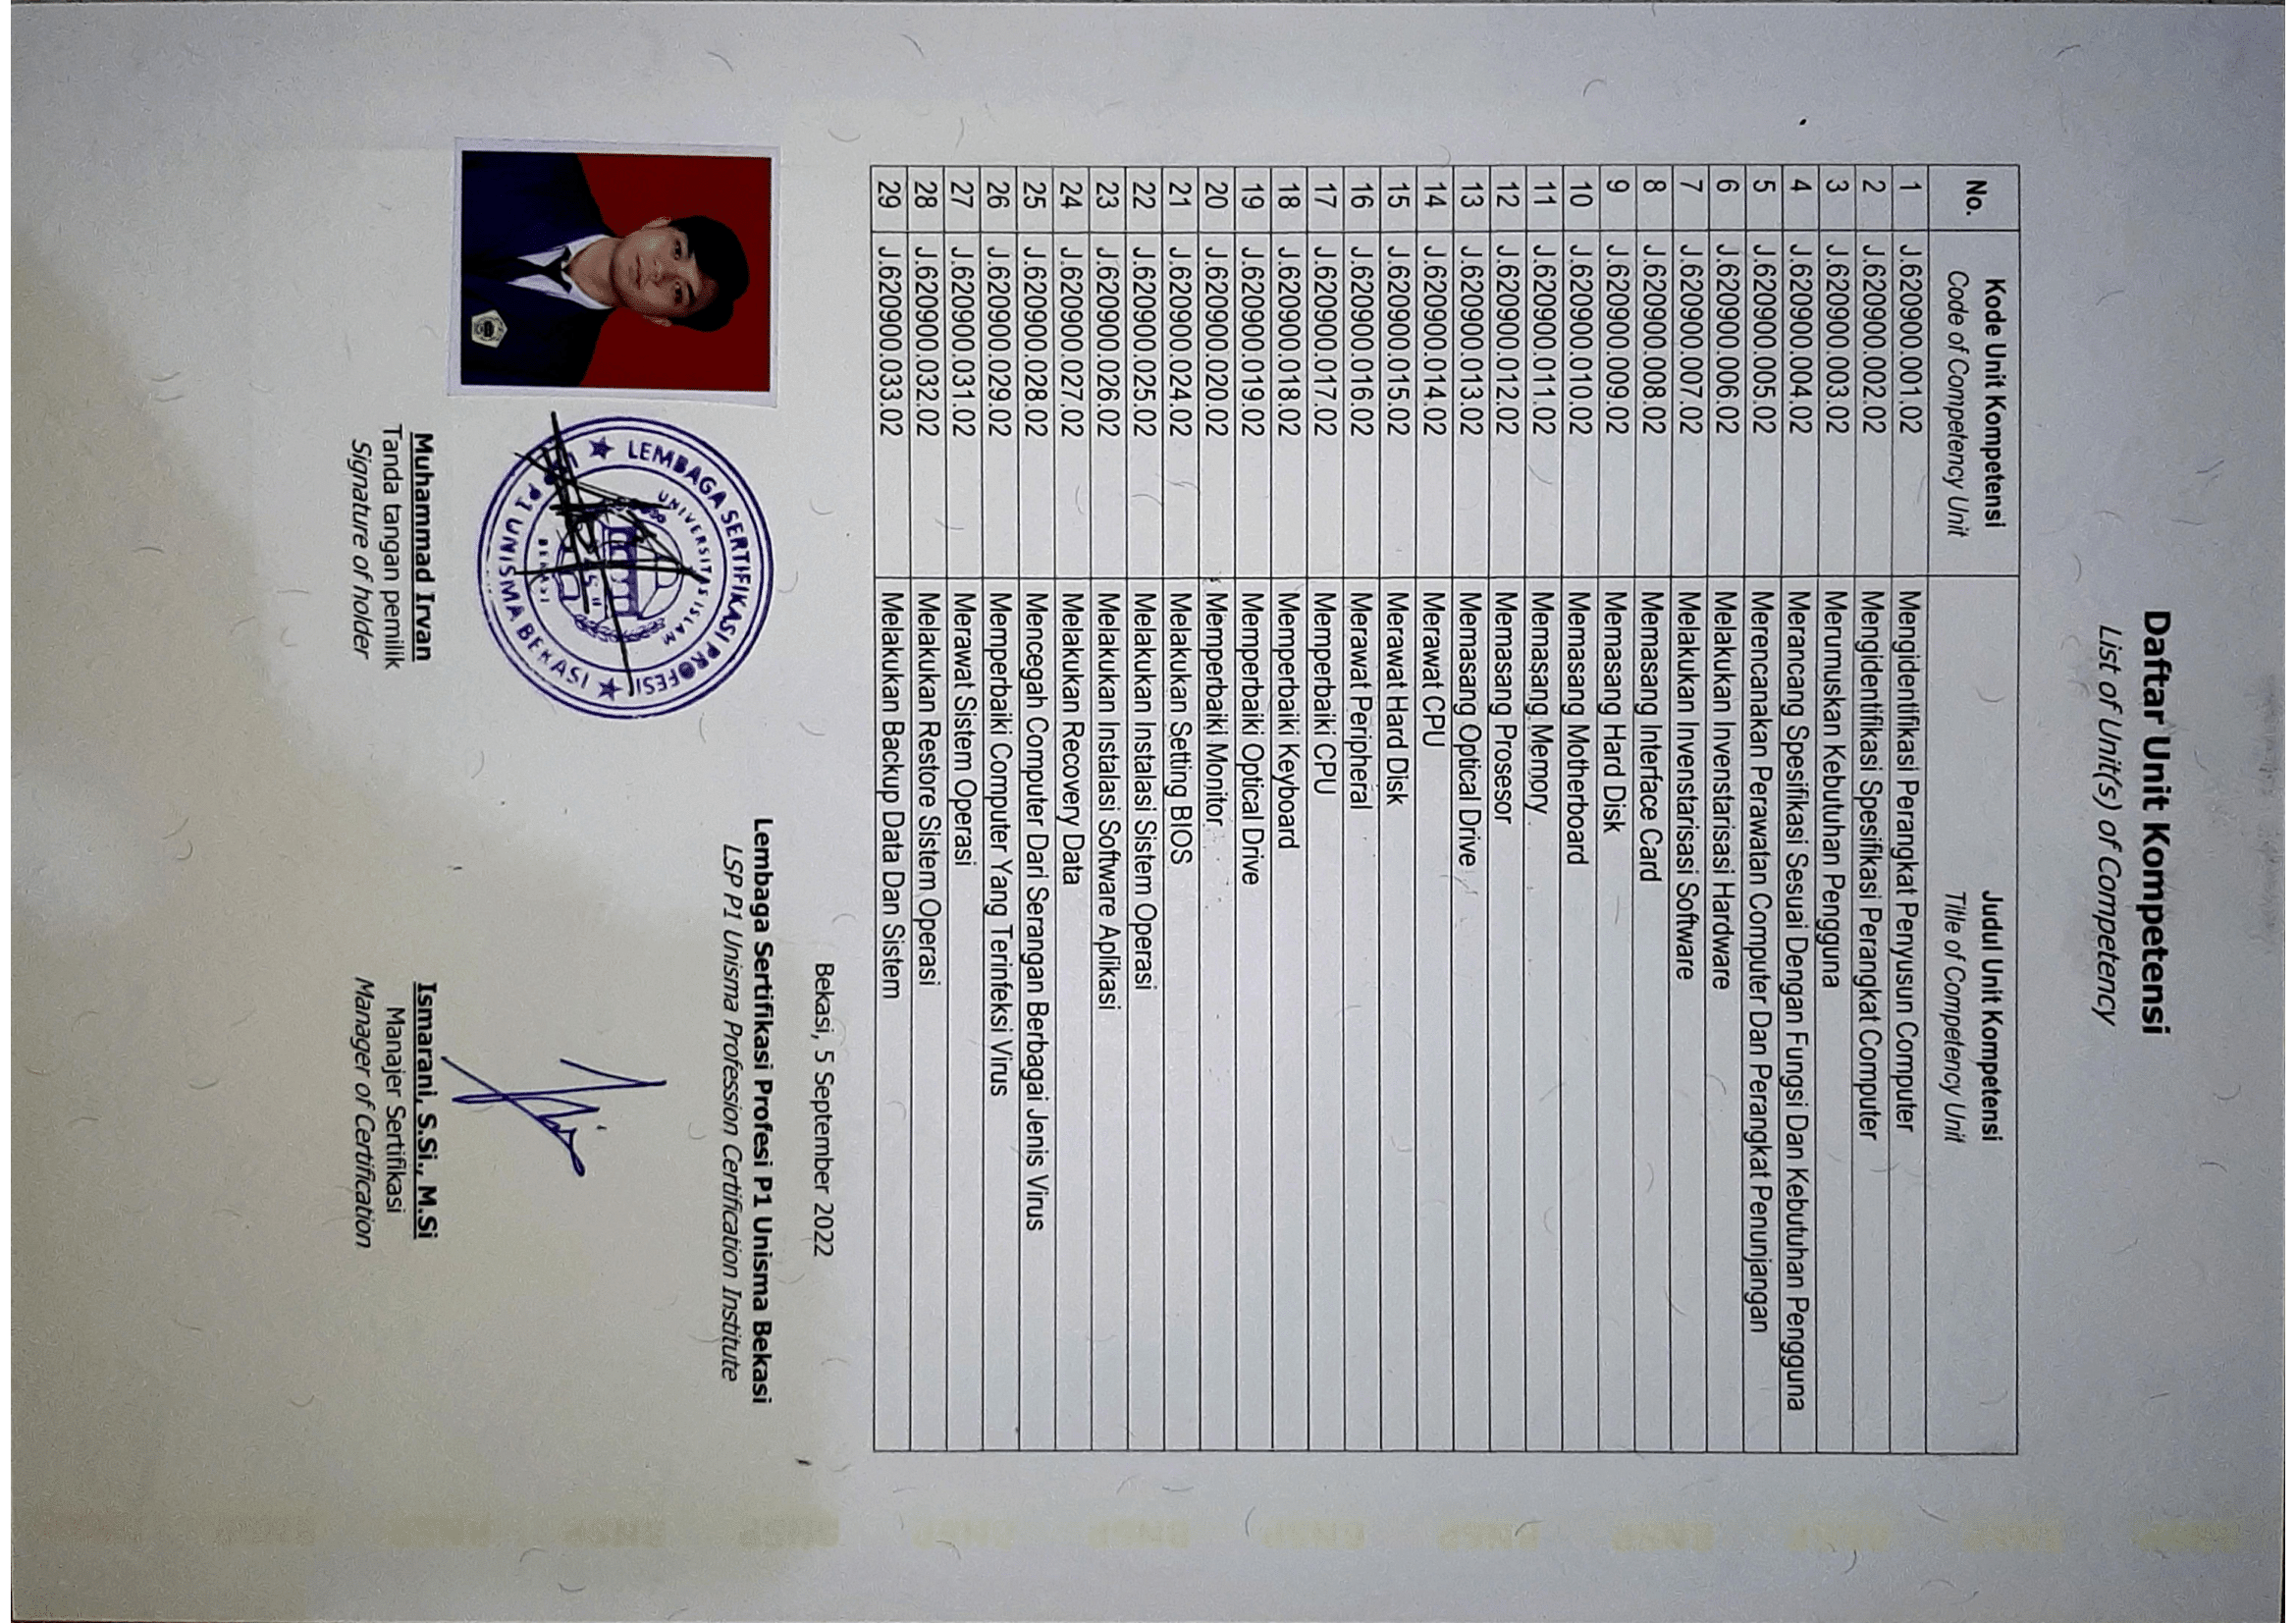 Daftar Unit Kompetensi
List of Unit(s) of Competency
No. Kode Unit Kompetensi Judul Unit Kompetensi
Code of Competency Unit Title of Competency Unit
1 J.620900.001.02 Mengidentifikasi Perangkat Penyusun Computer
2 J.620900.002.02 Mengidentifikasi Spesifikasi Perangkat Computer
3 J.620900.003.02 Merumuskan Kebutuhan Pengguna
4 J.620900.004.02 Merancang Spesifikasi Sesuai Dengan Fungsi Dan Kebutuhan Pengguna
5 J.620900.005.02 Merencanakan Perawatan Computer Dan Perangkat Penunjangan
6 J.620900.006.02 Melakukan Invenstarisasi Hardware
7 J.620900.007.02 Melakukan Invenstarisasi Software
8 J.620900.008.02 Memasang Interface Card
9 J.620900.009.02 Memasang Hard Disk
10 J.620900.010.02 Memasang Motherboard
11 J.620900.011.02 Memasang Memory
12 J.620900.012.02 Memasang Prosesor
13 J.620900.013.02 Memasang Optical Drive
14 J.620900.014.02 Merawat CPU
15 J.620900.015.02 Merawat Hard Disk
16 J.620900.016.02 Merawat Peripheral
17 J.620900.017.02 Memperbaiki CPU
18 J.620900.018.02 Memperbaiki Keyboard
19 J.620900.019.02 Memperbaiki Optical Drive
20 J.620900.020.02 Memperbaiki Monitor
21 J.620900.024.02 Melakukan Setting BIOS
22 J.620900.025.02 Melakukan Instalasi Sistem Operasi
23 J.620900.026.02 Melakukan Instalasi Software Aplikasi
24 J.620900.027.02 Melakukan Recovery Data
25 J.620900.028.02 Mencegah Computer Dari Serangan Berbagai Jenis Virus
26 J.620900.029.02 Memperbaiki Computer Yang Terinfeksi Virus
27 J.620900.031.02 Merawat Sistem Operasi
28 J.620900.032.02 Melakukan Restore Sistem Operasi
29 J.620900.033.02 Melakukan Backup Data Dan Sistem
Bekasi, 5 September 2022
Lembaga Sertifikasi Profesi P1 Unisma Bekasi
LSP P1 Unisma Profession Certification Institute
LEMBAGA SERTIFIKASI PROFESI
UNIVERSITAS ISLAM
BEKASI
P1 UNISMA BEKASI
Muhammad Irvan
Tanda tangan pemilik
Signature of holder
Ismarani, S.Si., M.Si
Manajer Sertifikasi
Manager of Certification